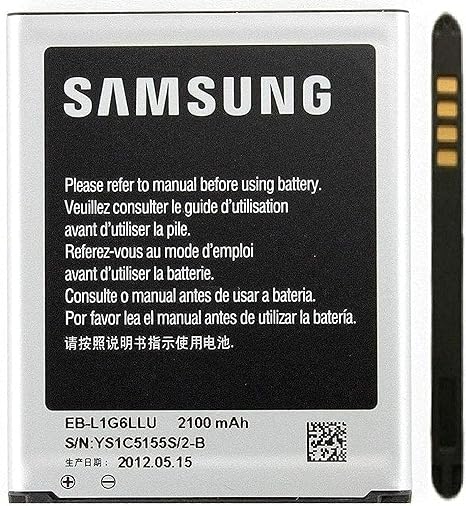 SAMSUNG
Please refer to manual before using battery.
Veuillez consulter le guide d'utilisation
avant d'utiliser la pile.
Referez-vous au mode d'emploi
avant d'utiliser la batterie.
Consulte o manual antes de usar a bateria.
Por favor lea el manual antes de utilizar la batería.
请按照说明书指示使用电池.
EB-L1G6LLU 2100 mAh
S/N:YS1C5155S/2-B
生产日期: 2012.05.15